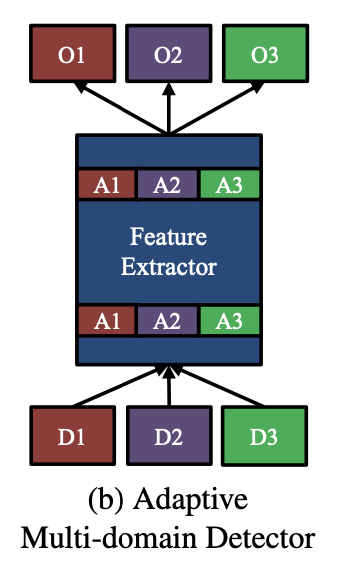 O1 O2 O3
A1 A2 A3
Feature
Extractor
A1 A2 A3
D1 D2 D3
(b) Adaptive
Multi-domain Detector